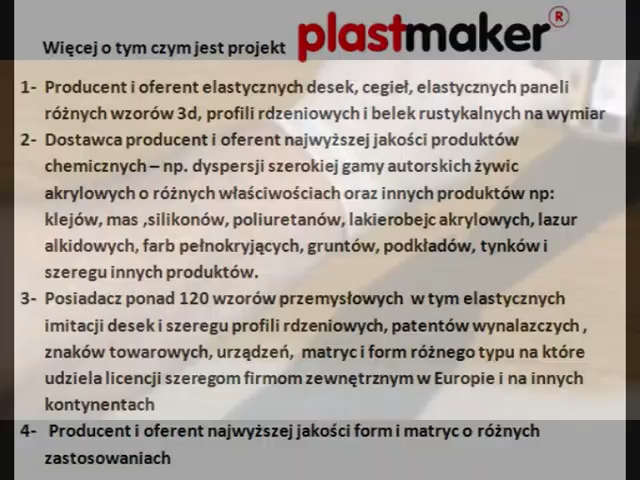 Więcej o tym czym jest projekt plastmaker®
1- Producent i oferent elastycznych desek, cegieł, elastycznych paneli
różnych wzorów 3d, profili rdzeniowych i belek rustykalnych na wymiar
2- Dostawca producent i oferent najwyższej jakości produktów
chemicznych – np. dyspersji szerokiej gamy autorskich żywic
akrylowych o różnych właściwościach oraz innych produktów np:
klejów, mas ,silikonów, poliuretanów, lakierobejc akrylowych, lazur
alkidowych, farb pełnokryjących, gruntów, podkładów, tynków i
szeregu innych produktów.
3- Posiadacz ponad 120 wzorów przemysłowych w tym elastycznych
imitacji desek i szeregu profili rdzeniowych, patentów wynalazczych ,
znaków towarowych, urządzeń, matryc i form różnego typu na które
udziela licencji szeregom firmom zewnętrznym w Europie i na innych
kontynentach
4- Producent i oferent najwyższej jakości form i matryc o różnych
zastosowaniach